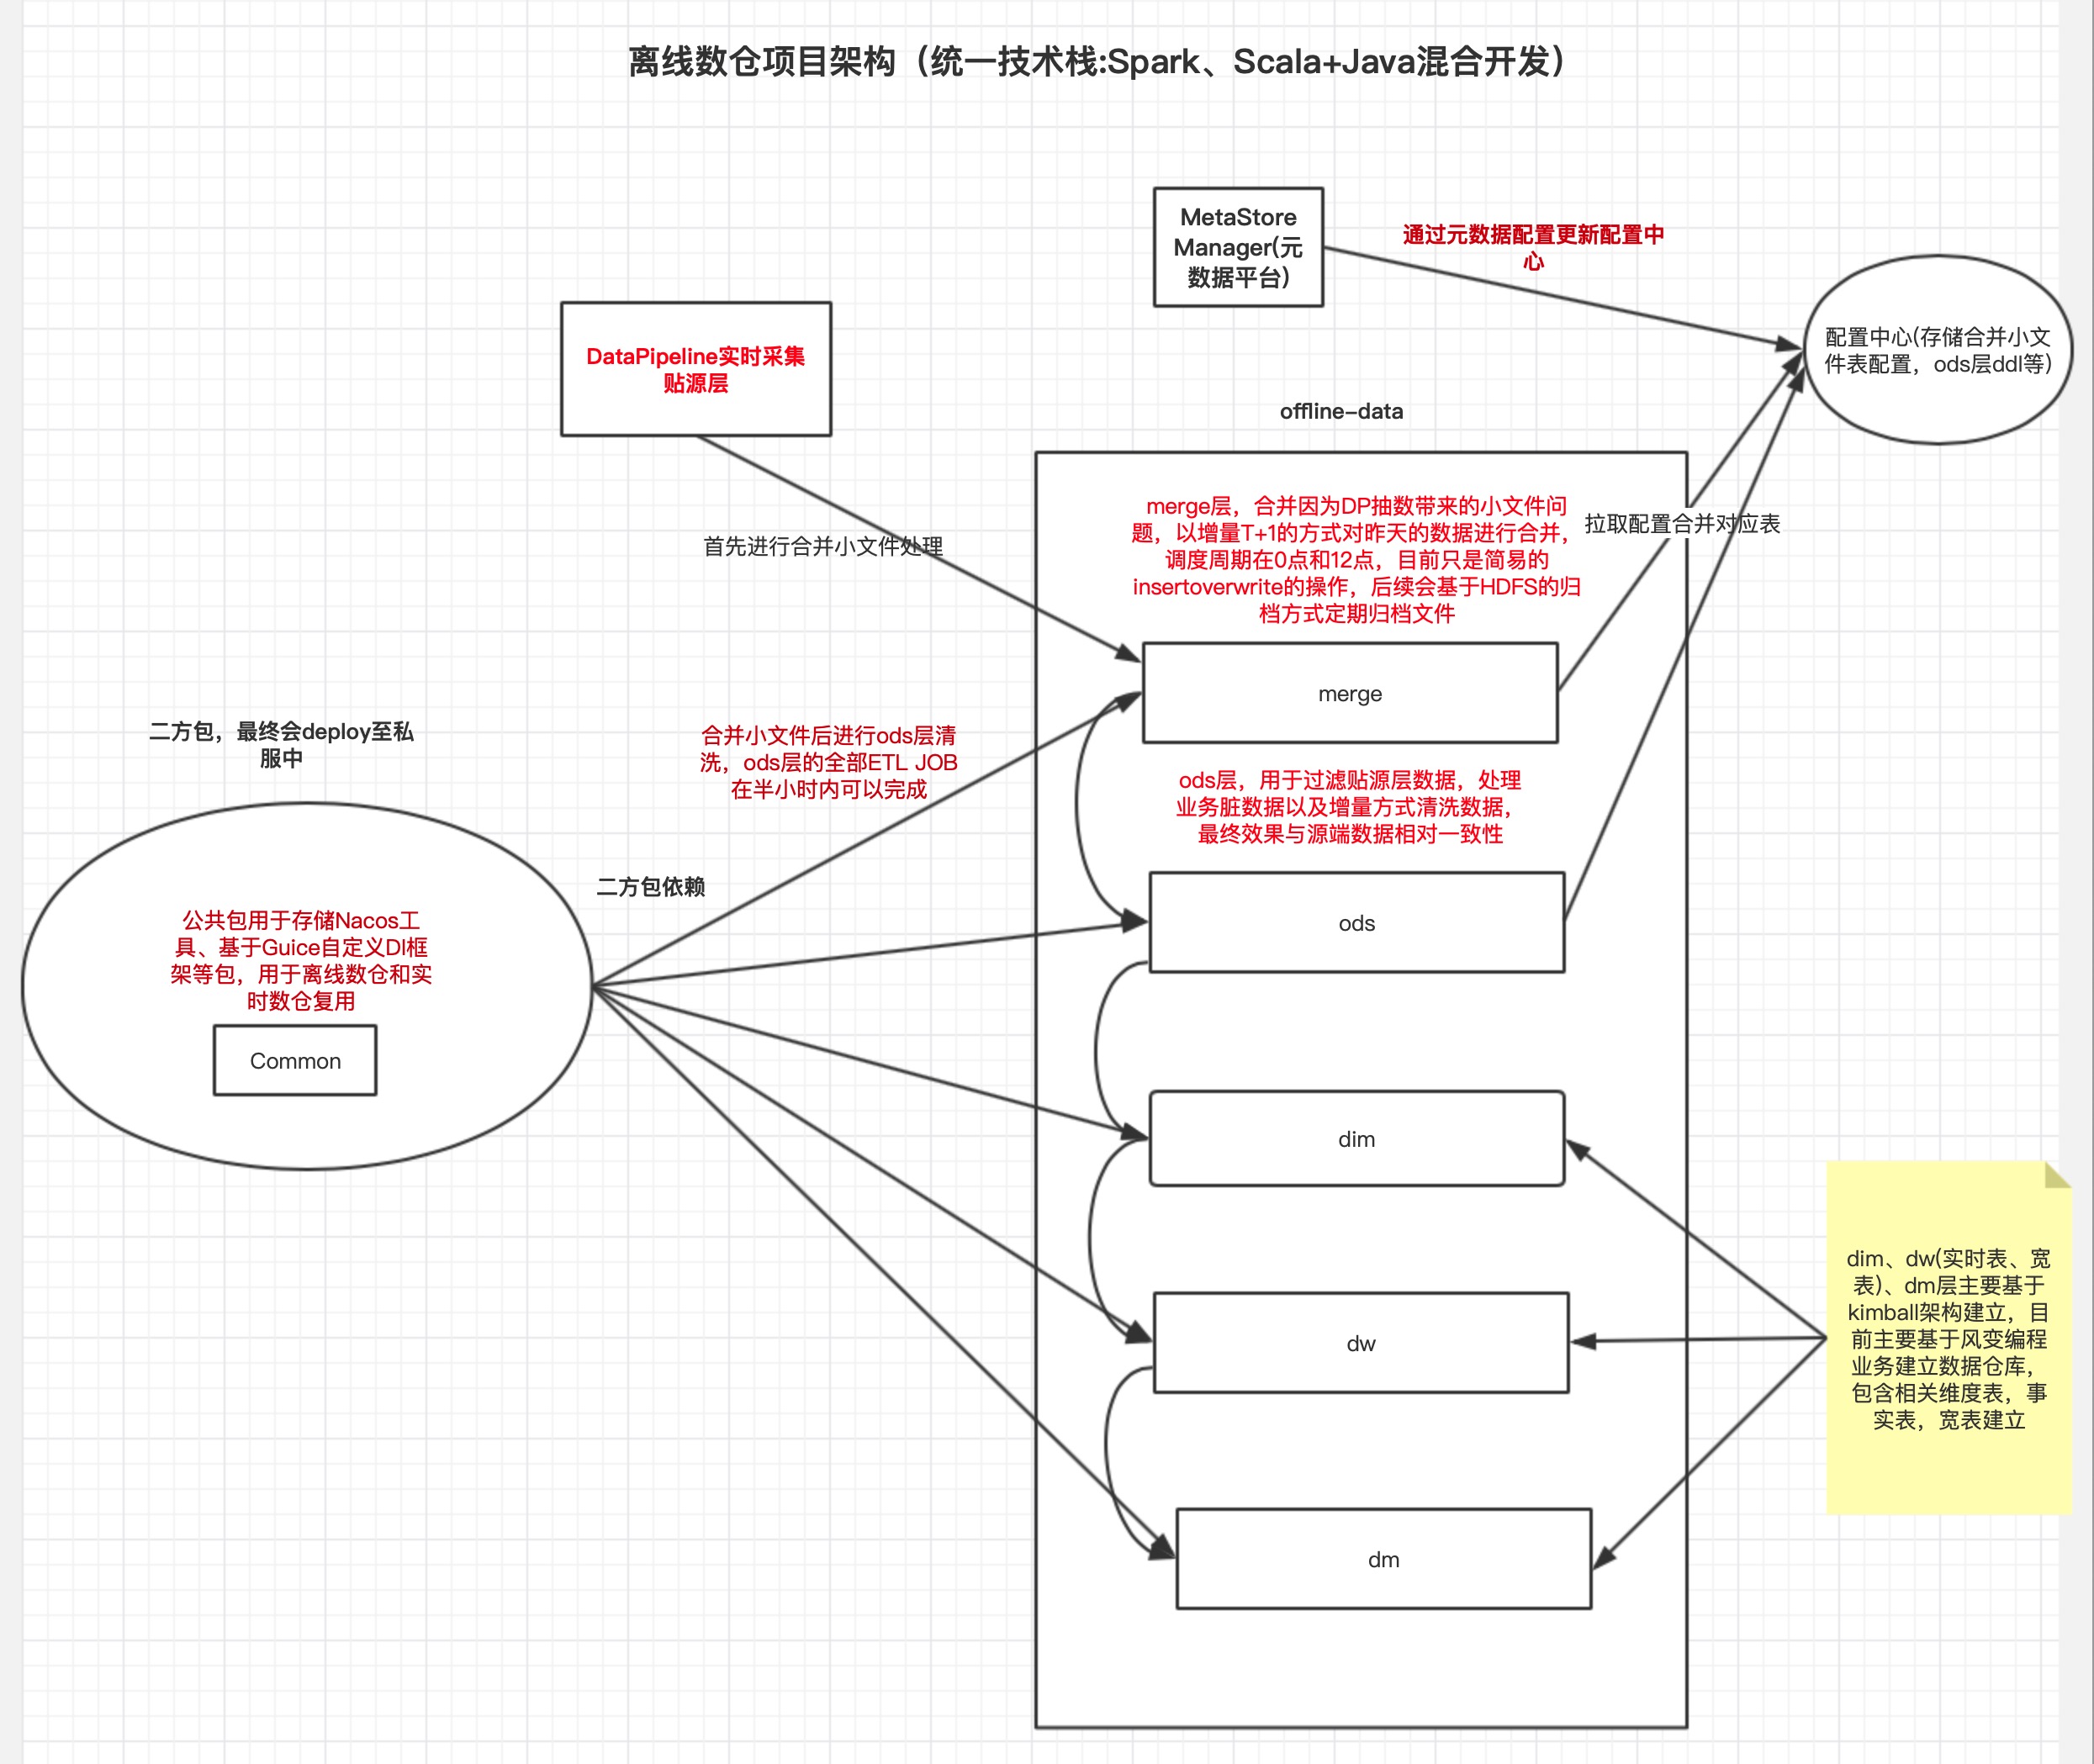 离线数仓项目架构（统一技术栈:Spark、Scala+Java混合开发）
MetaStore
Manager(元
数据平台)
通过元数据配置更新配置中
心
配置中心(存储合并小文
件表配置，ods层ddl等)
DataPipeline实时采集
贴源层
offline-data
merge层，合并因为DP抽数带来的小文件问
题，以增量T+1的方式对昨天的数据进行合并，
调度周期在0点和12点，目前只是简易的
insertoverwrite的操作，后续会基于HDFS的归
档方式定期归档文件
拉取配置合并对应表
首先进行合并小文件处理
merge
二方包，最终会deploy至私
服中
合并小文件后进行ods层清
洗，ods层的全部ETL JOB
在半小时内可以完成
ods层，用于过滤贴源层数据，处理
业务脏数据以及增量方式清洗数据，
最终效果与源端数据相对一致性
二方包依赖
ods
公共包用于存储Nacos工
具、基于Guice自定义DI框
架等包，用于离线数仓和实
时数仓复用
Common
dim
dim、dw(实时表、宽
表)、dm层主要基于
kimball架构建立，目
前主要基于风变编程
业务建立数据仓库，
包含相关维度表，事
实表，宽表建立
dw
dm